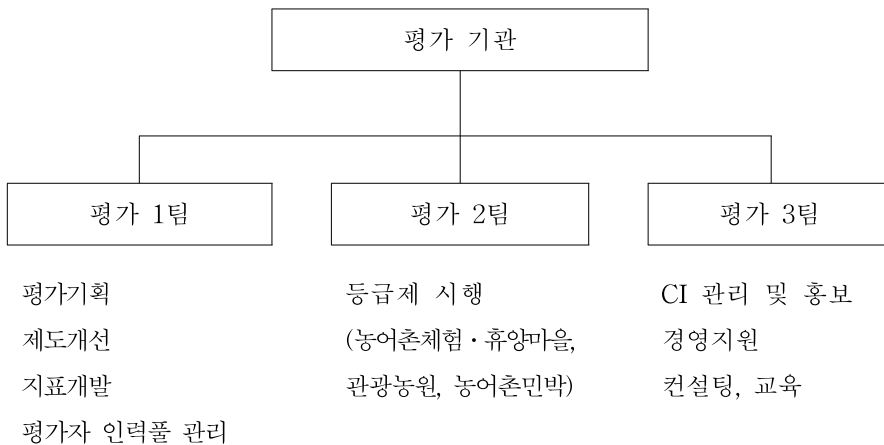 평가 기관
평가 1팀
평가기획
제도개선
지표개발
평가자 인력풀 관리
평가 2팀
등급제 시행
(농어촌체험・휴양마을,
관광농원, 농어촌민박)
평가 3팀
CI 관리 및 홍보
경영지원
컨설팅, 교육